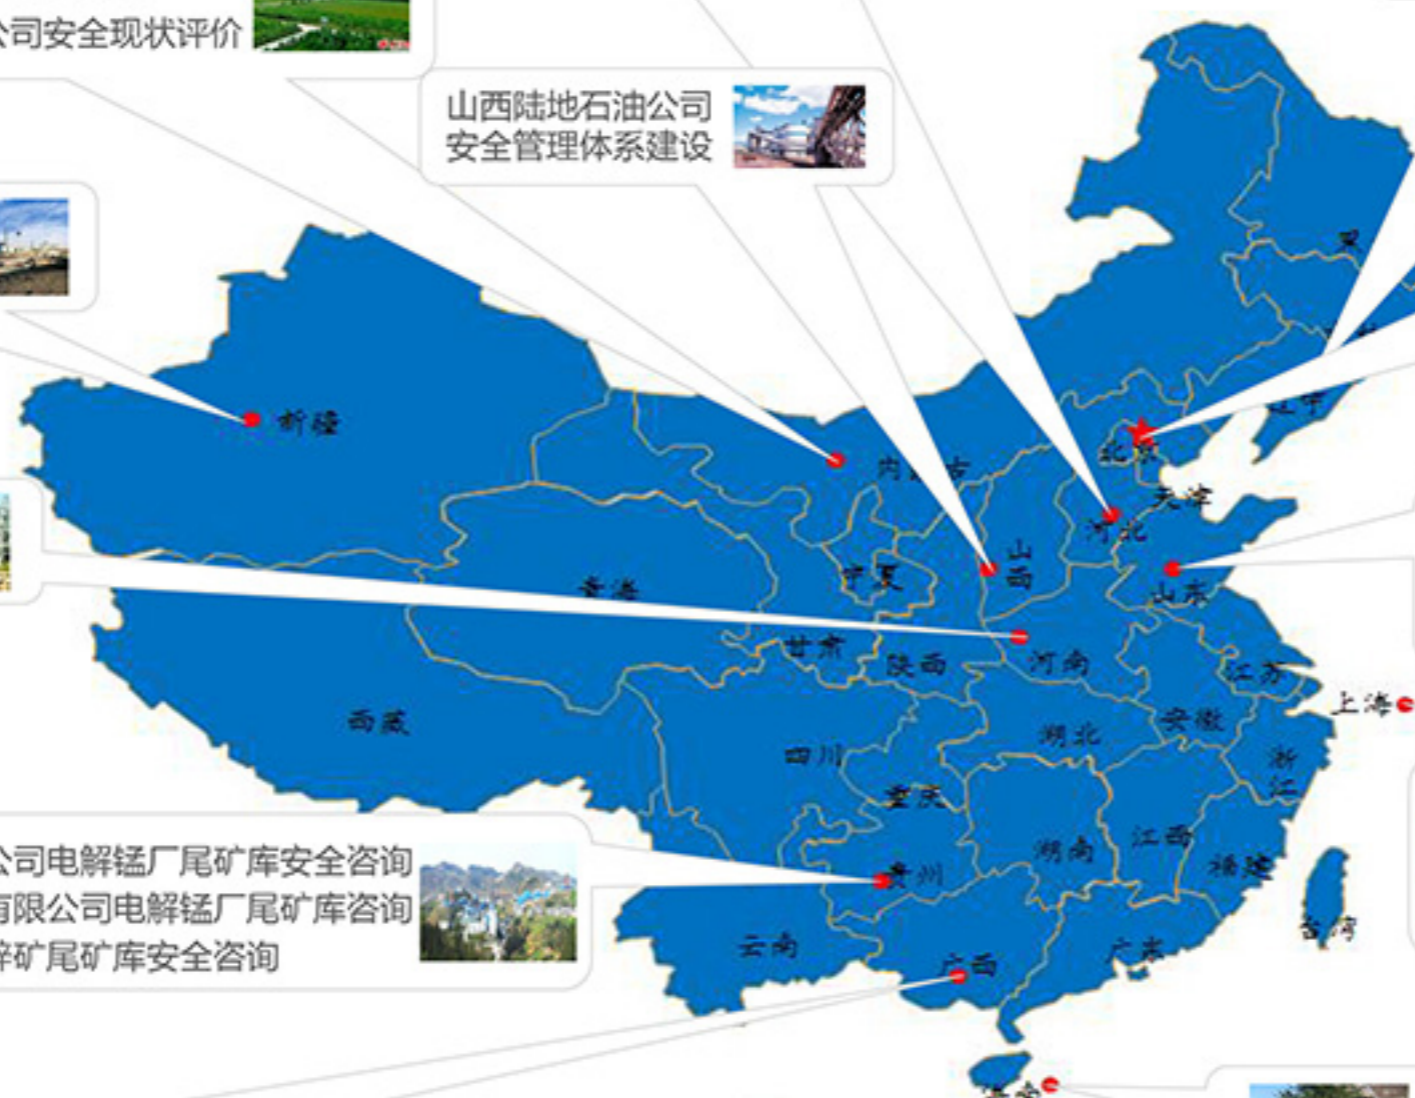 公司安全现状评价
山西陆地石油公司
安全管理体系建设
黑
新疆
内蒙古
北京
天津
河北
山西
山东
宁夏
青海
甘肃
陕西
河南
江苏
上海
西藏
安徽
湖北
四川
浙江
重庆
江西
湖南
福建
贵州
公司电解锰厂尾矿库安全咨询
有限公司电解锰厂尾矿库咨询
锌矿尾矿库安全咨询
云南
广西
广东
台湾